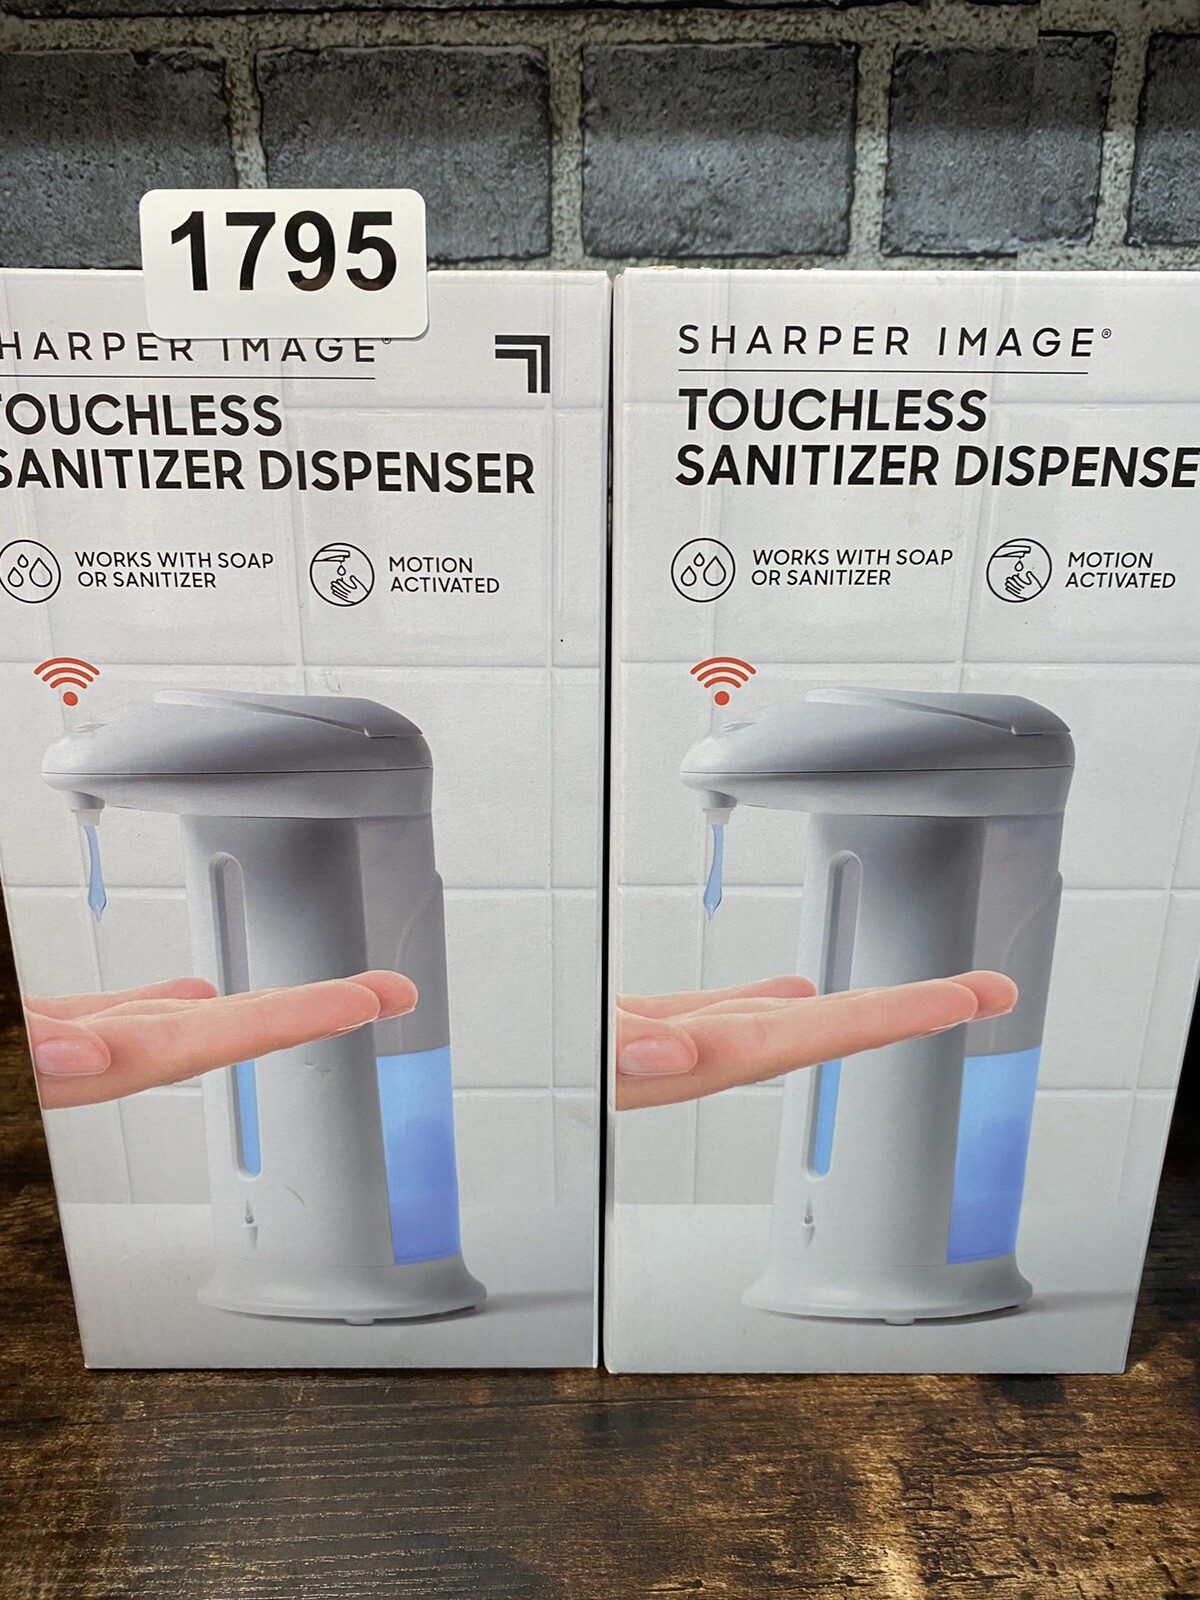 1795
HARPER IMAGE®
TOUCHLESS
SANITIZER DISPENSER
WORKS WITH SOAP
OR SANITIZER
MOTION
ACTIVATED
SHARPER IMAGE®
TOUCHLESS
SANITIZER DISPENSE
WORKS WITH SOAP
OR SANITIZER
MOTION
ACTIVATED